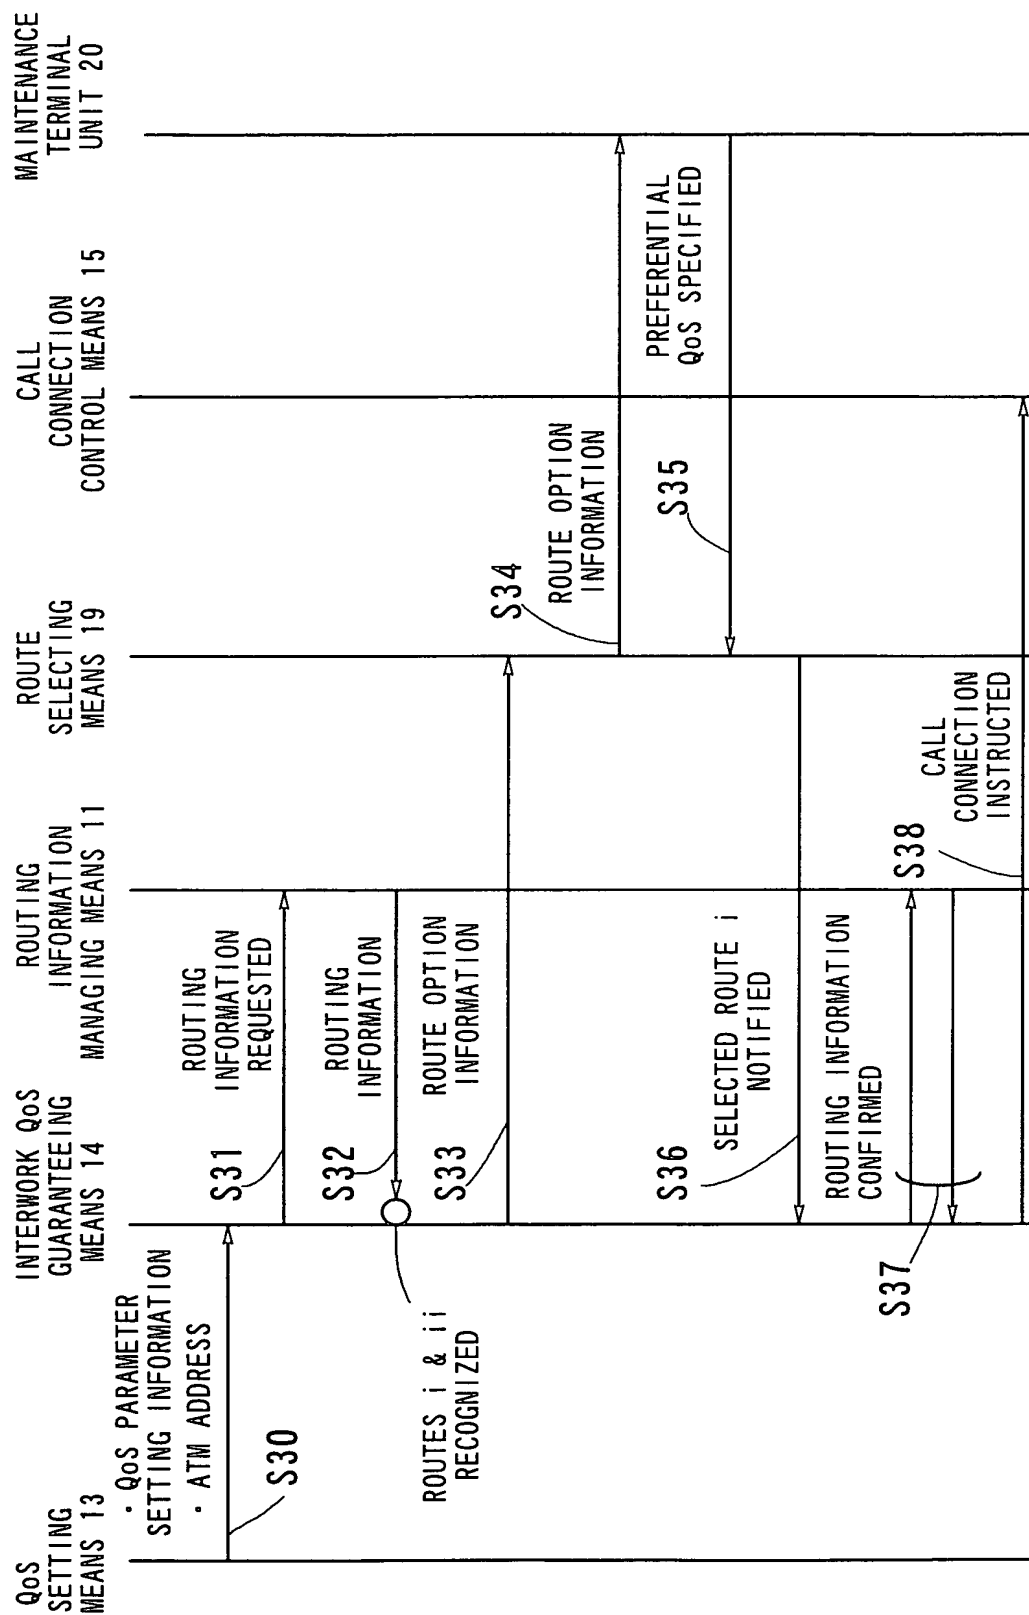 QoS
SETTING
MEANS 13
INTERWORK QoS
GUARANTEEING
MEANS 14
ROUTING
INFORMATION
MANAGING MEANS 11
ROUTE
SELECTING
MEANS 19
CALL
CONNECTION
CONTROL MEANS 15
MAINTENANCE
TERMINAL
UNIT 20
· QoS PARAMETER
SETTING INFORMATION
· ATM ADDRESS
S30
S31
ROUTING
INFORMATION
REQUESTED
S32
ROUTING
INFORMATION
ROUTES i & ii
RECOGNIZED
S33
ROUTE OPTION
INFORMATION
S34
ROUTE OPTION
INFORMATION
S35
PREFERENTIAL
QoS SPECIFIED
S36
SELECTED ROUTE i
NOTIFIED
ROUTING INFORMATION
CONFIRMED
S37
S38
CALL
CONNECTION
INSTRUCTED